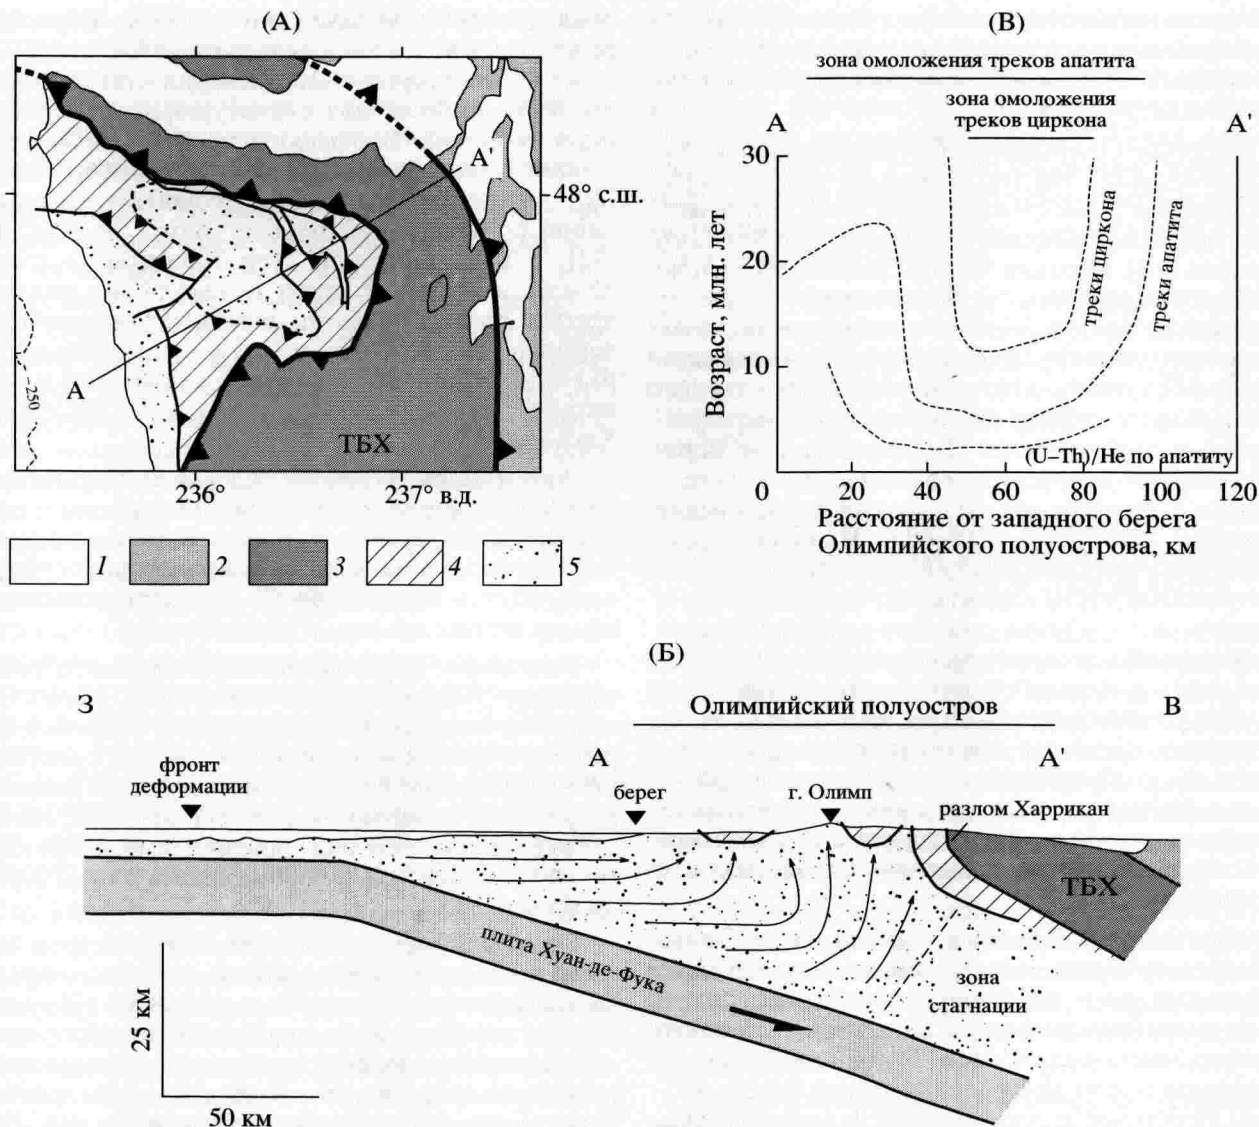 (А)
А'
48° с.ш.
А
250
ТБХ
236°
237° в.д.
1
2
3
4
5
(В)
зона омоложения треков апатита
зона омоложения
треков циркона
А
А'
30
20
10
Возраст, млн. лет
треки циркона
треки апатита
(U–Th)/He по апатиту
0
20
40
60
80
100
120
Расстояние от западного берега
Олимпийского полуострова, км
(Б)
З
Олимпийский полуостров
В
А
А'
фронт
деформации
берег
г. Олимп
разлом Харрикан
ТБХ
плита Хуан-де-Фука
зона
стагнации
25 км
50 км